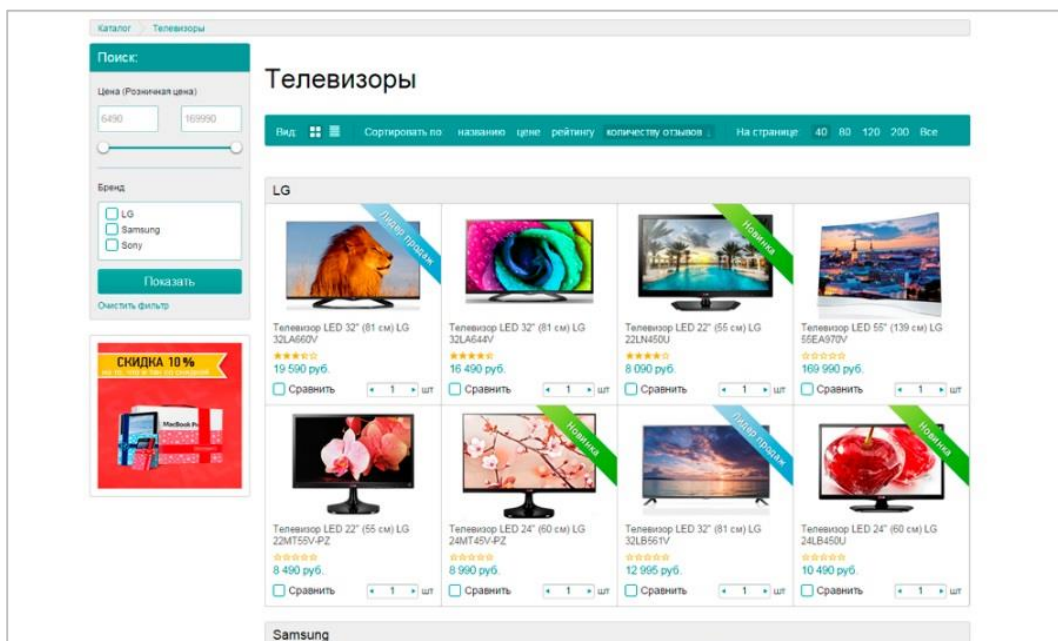 Каталог Телевизоры
Поиск:
Цена (Розничная цена)
6490 169990
Бренд
LG
Samsung
Sony
Показать
Очистить фильтр
СКИДКА 10%
MacBook Pro
Телевизоры
Вид: Сортировать по: названию цене рейтингу количеству отзывов ↓ На странице: 40 80 120 200 Все
LG
Лидер продаж
Новинка
Телевизор LED 32" (81 см) LG
32LA660V
19 590 руб.
Сравнить 1 шт
Телевизор LED 32" (81 см) LG
32LA644V
16 490 руб.
Сравнить 1 шт
Телевизор LED 22" (55 см) LG
22LN450U
8 090 руб.
Сравнить 1 шт
Телевизор LED 55" (139 см) LG
55EA970V
169 990 руб.
Сравнить 1 шт
Новинка
Лидер продаж
Новинка
Телевизор LED 22" (55 см) LG
22MT55V-PZ
8 490 руб.
Сравнить 1 шт
Телевизор LED 24" (60 см) LG
24MT45V-PZ
8 990 руб.
Сравнить 1 шт
Телевизор LED 32" (81 см) LG
32LB561V
12 995 руб.
Сравнить 1 шт
Телевизор LED 24" (60 см) LG
24LB450U
10 490 руб.
Сравнить 1 шт
Samsung